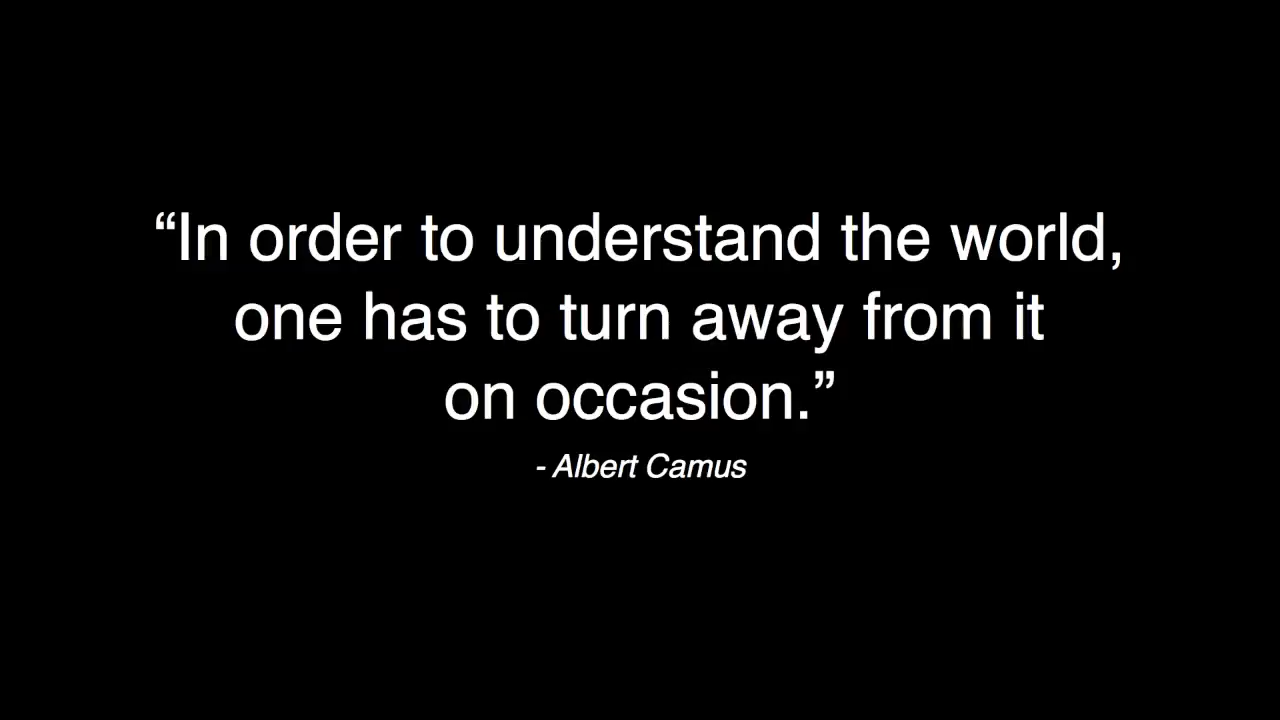 “In order to understand the world,
one has to turn away from it
on occasion.”
- Albert Camus